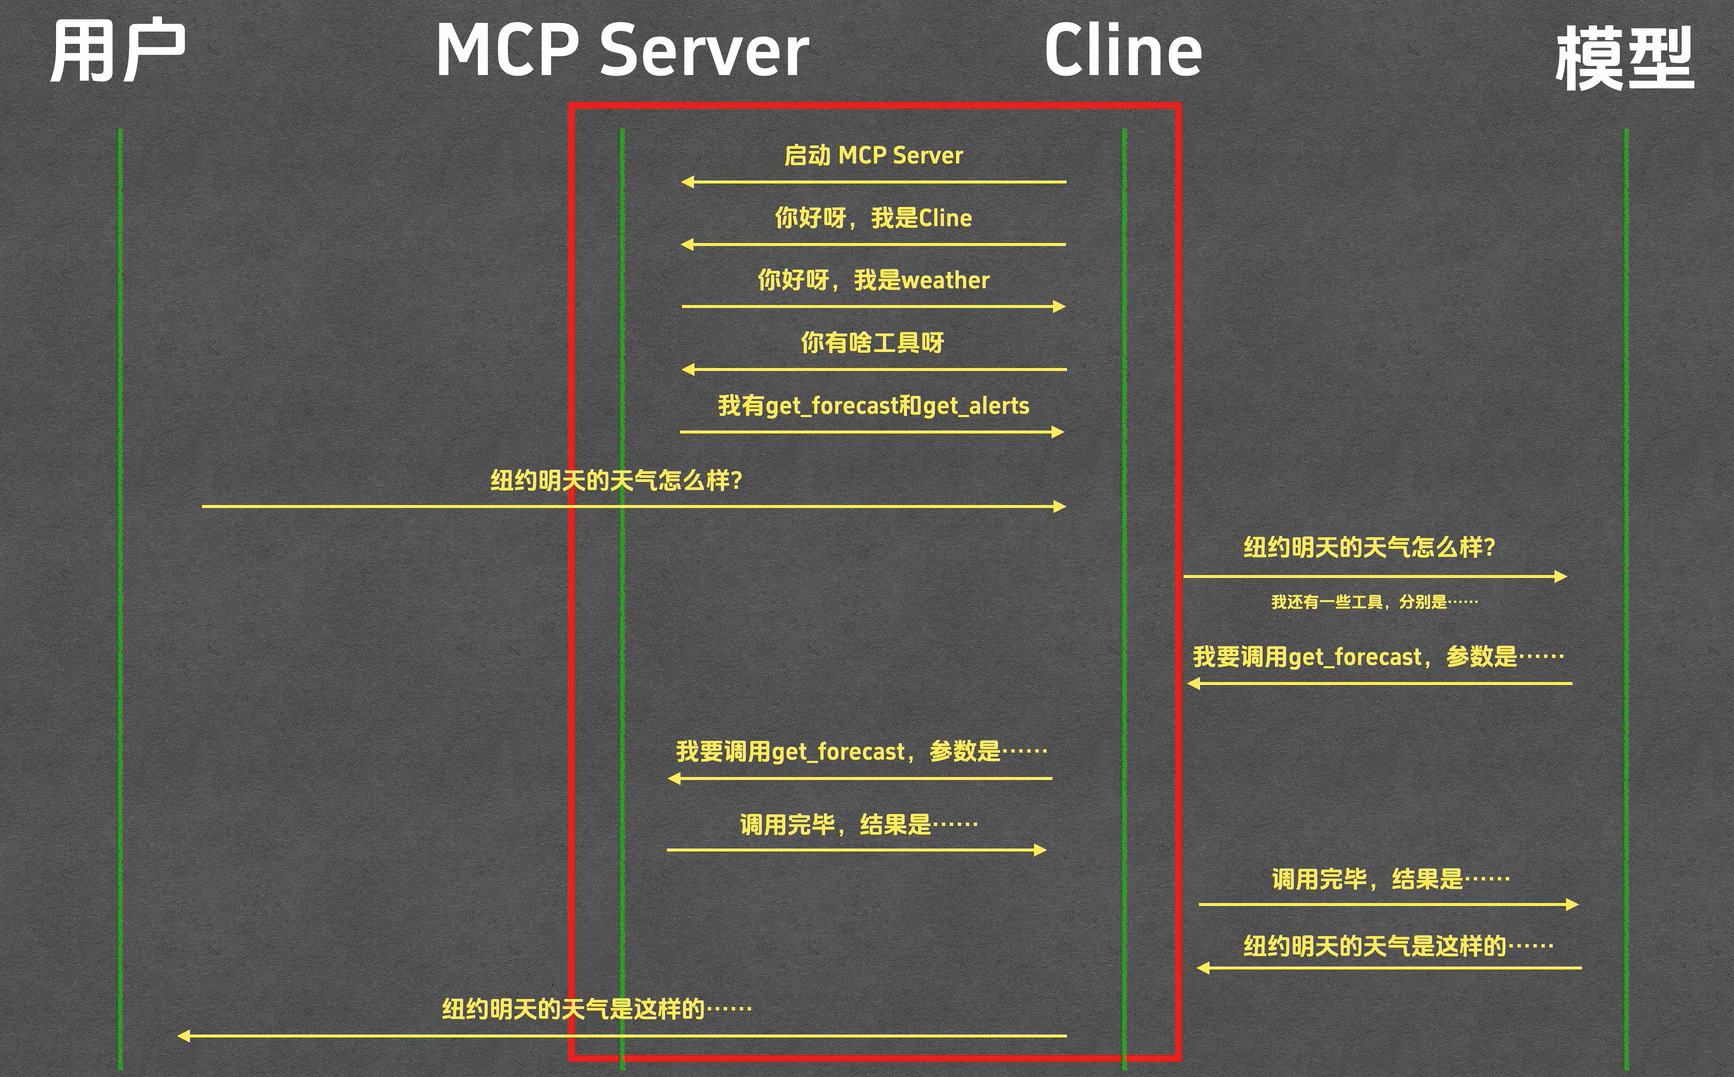 用户
MCP Server
Cline
模型
启动 MCP Server
你好呀，我是Cline
你好呀，我是weather
你有啥工具呀
我有get_forecast和get_alerts
纽约明天的天气怎么样？
纽约明天的天气怎么样？
我还有一些工具，分别是……
我要调用get_forecast，参数是……
我要调用get_forecast，参数是……
调用完毕，结果是……
调用完毕，结果是……
纽约明天的天气是这样的……
纽约明天的天气是这样的……